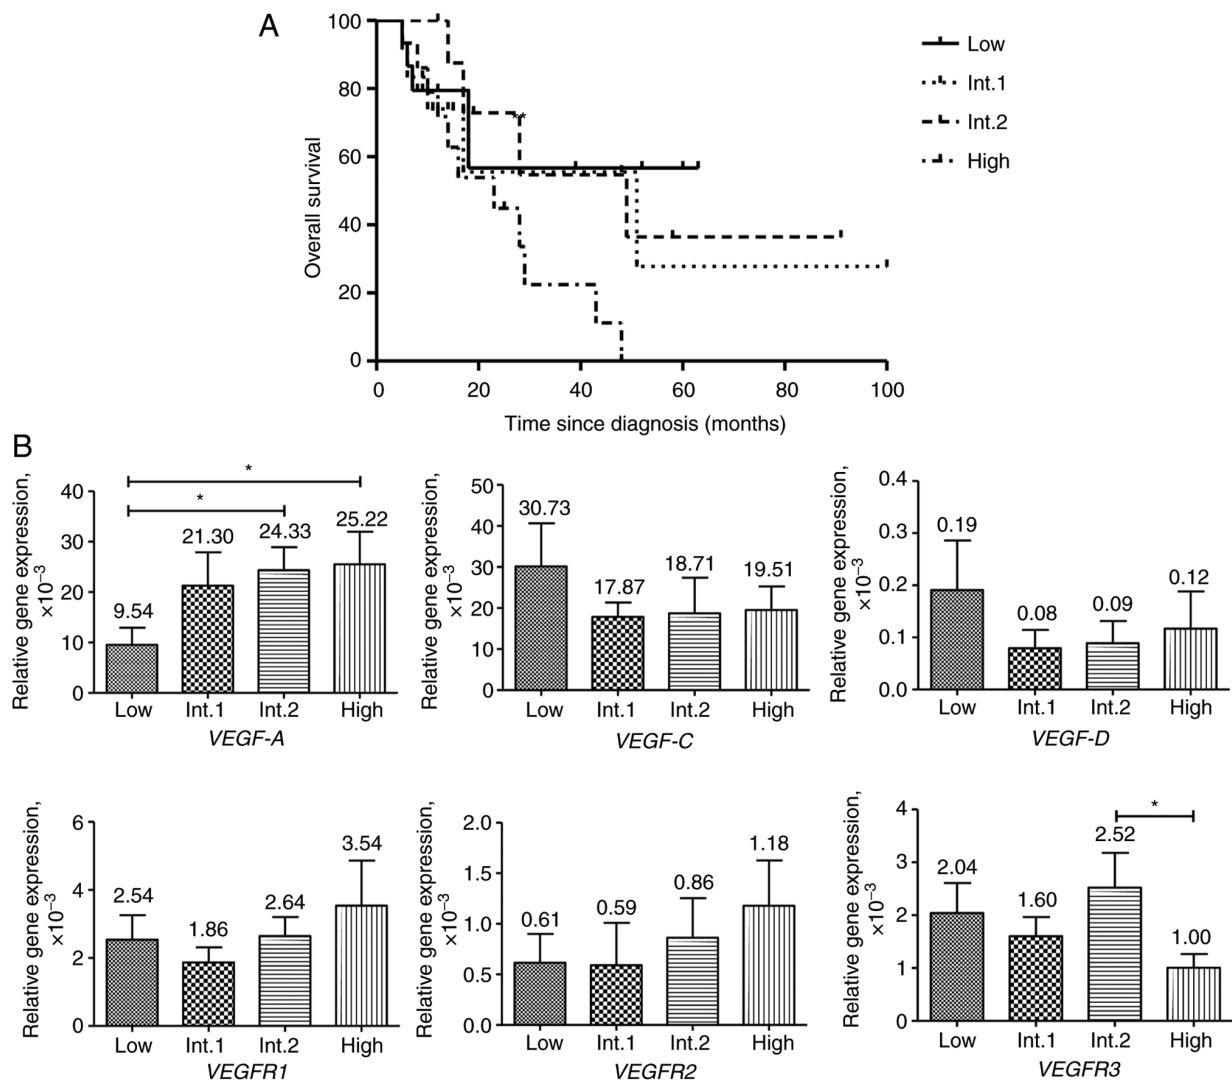 A
Overall survival
100
80
60
40
20
0
**
0 20 40 60 80 100
Time since diagnosis (months)
Low
Int.1
Int.2
High
B
Relative gene expression,
×10⁻³
40
30
20
10
0
*
*
9.54 21.30 24.33 25.22
Low Int.1 Int.2 High
VEGF-A
Relative gene expression,
×10⁻³
50
40
30
20
10
0
30.73 17.87 18.71 19.51
Low Int.1 Int.2 High
VEGF-C
Relative gene expression,
×10⁻³
0.4
0.3
0.2
0.1
0.0
0.19 0.08 0.09 0.12
Low Int.1 Int.2 High
VEGF-D
Relative gene expression,
×10⁻³
6
4
2
0
2.54 1.86 2.64 3.54
Low Int.1 Int.2 High
VEGFR1
Relative gene expression,
×10⁻³
2.0
1.5
1.0
0.5
0.0
0.61 0.59 0.86 1.18
Low Int.1 Int.2 High
VEGFR2
Relative gene expression,
×10⁻³
4
3
2
1
0
*
2.04 1.60 2.52 1.00
Low Int.1 Int.2 High
VEGFR3